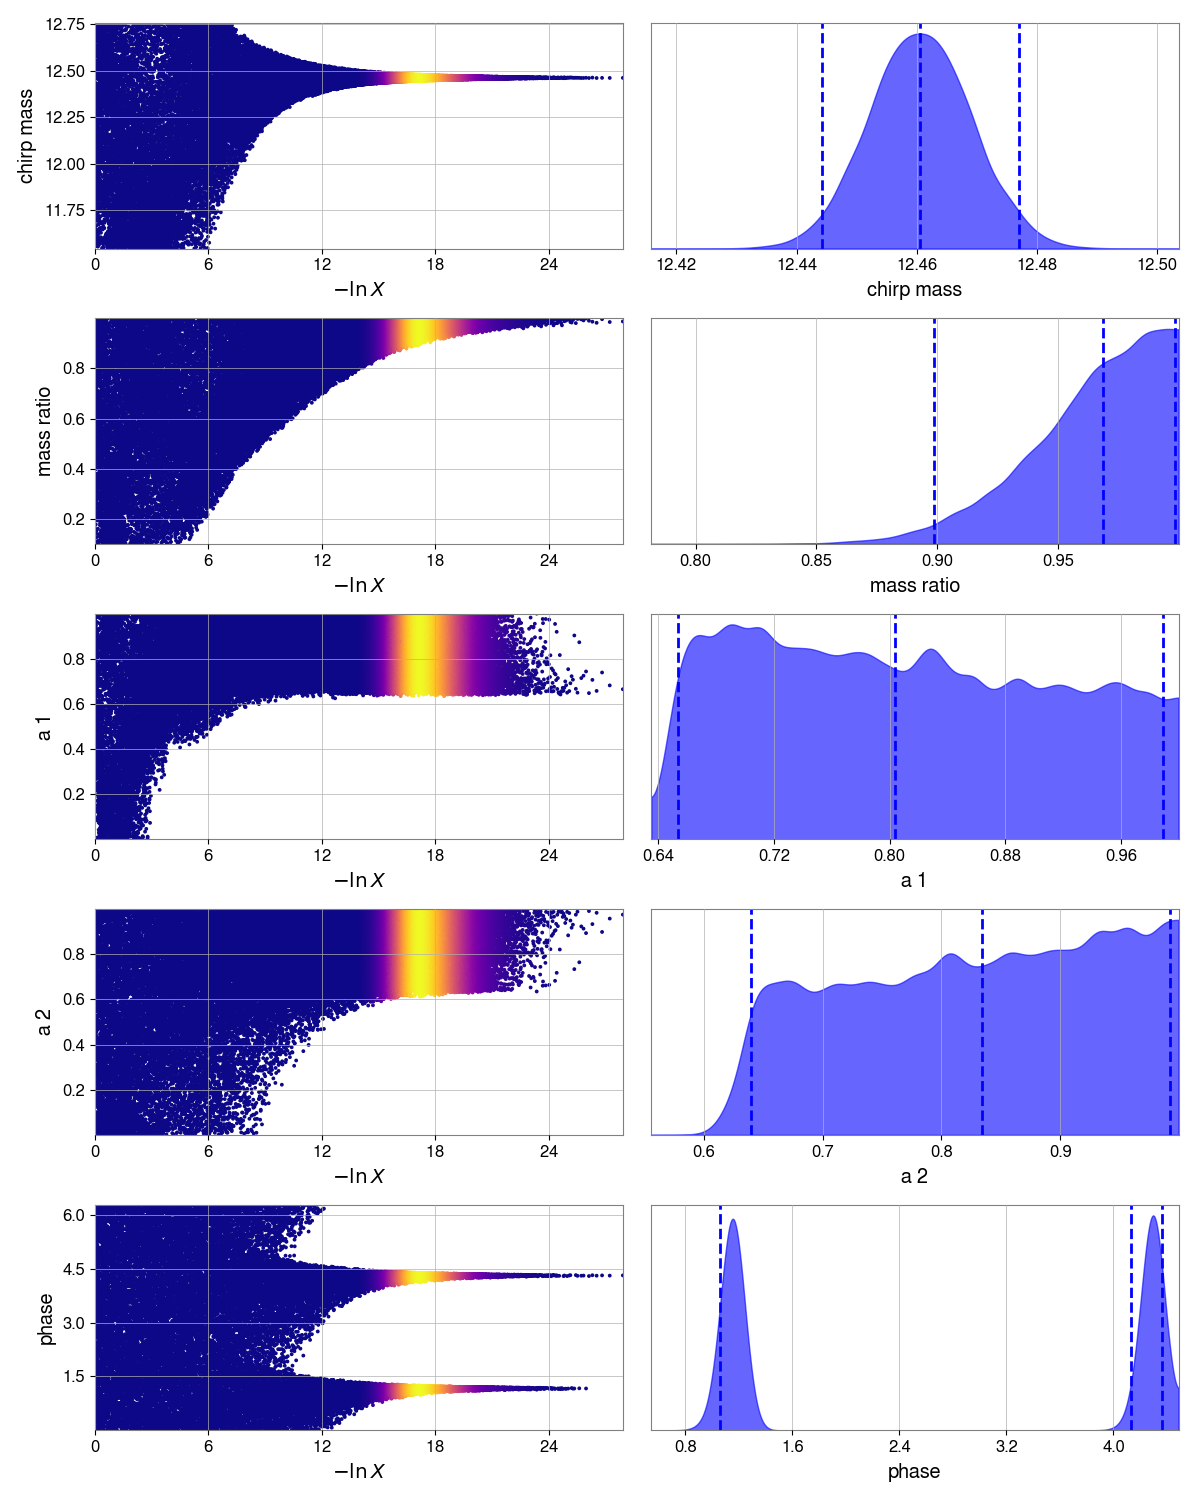 12.75
12.50
12.25
12.00
11.75
chirp mass
0 6 12 18 24
−ln X
12.42 12.44 12.46 12.48 12.50
chirp mass
0.8
0.6
0.4
0.2
mass ratio
0 6 12 18 24
−ln X
0.80 0.85 0.90 0.95
mass ratio
0.8
0.6
0.4
0.2
a 1
0 6 12 18 24
−ln X
0.64 0.72 0.80 0.88 0.96
a 1
0.8
0.6
0.4
0.2
a 2
0 6 12 18 24
−ln X
0.6 0.7 0.8 0.9
a 2
6.0
4.5
3.0
1.5
phase
0 6 12 18 24
−ln X
0.8 1.6 2.4 3.2 4.0
phase